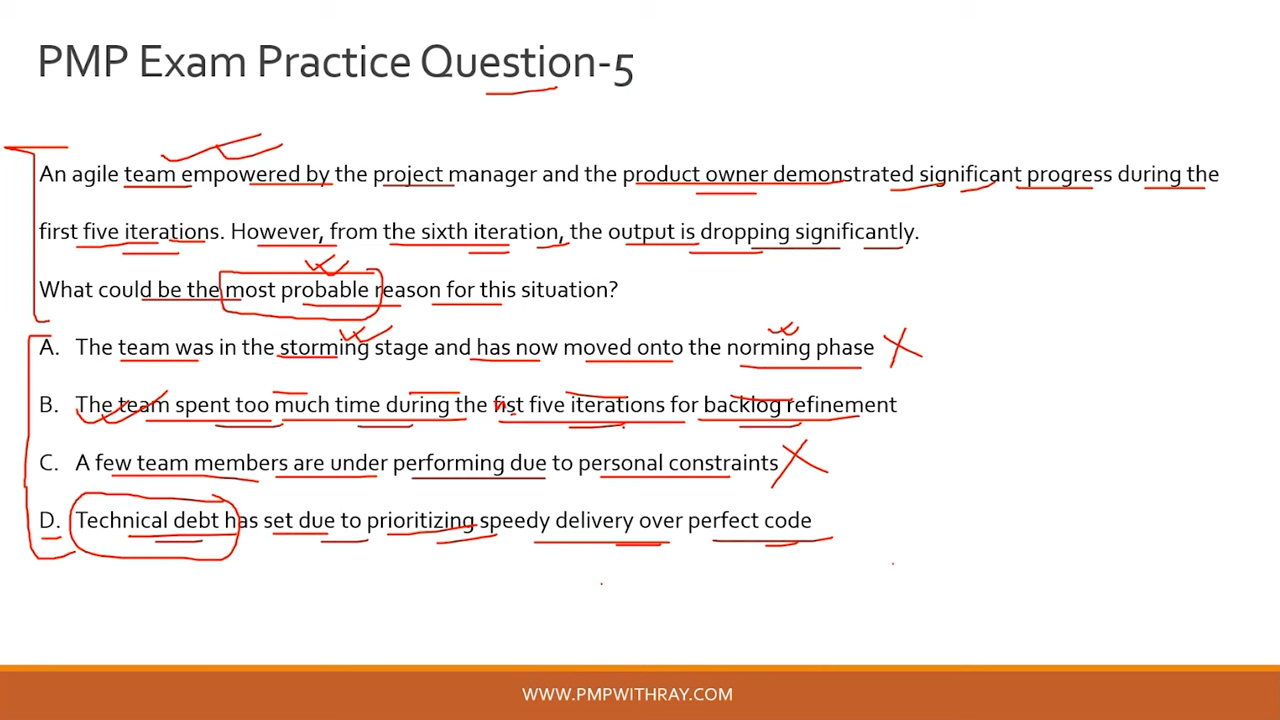 PMP Exam Practice Question-5
An agile team empowered by the project manager and the product owner demonstrated significant progress during the
first five iterations. However, from the sixth iteration, the output is dropping significantly.
What could be the most probable reason for this situation?
A. The team was in the storming stage and has now moved onto the norming phase
B. The team spent too much time during the fist five iterations for backlog refinement
C. A few team members are under performing due to personal constraints
D. Technical debt has set due to prioritizing speedy delivery over perfect code
WWW.PMPWITHRAY.COM